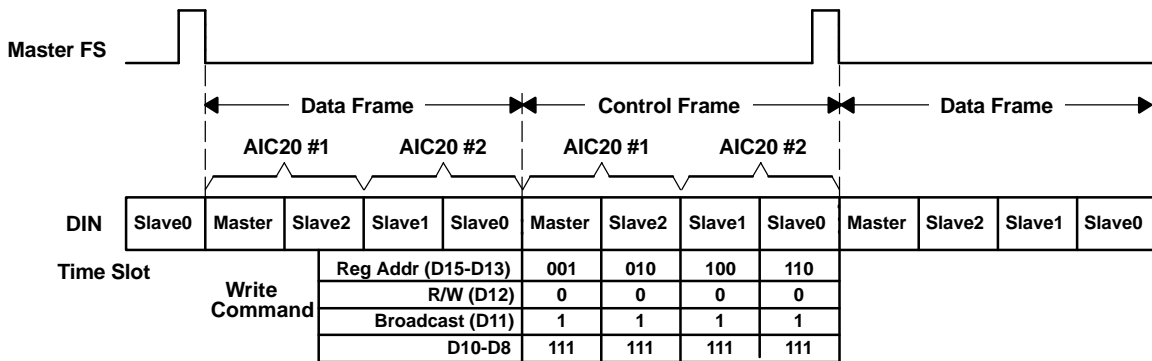 Master FS
Data Frame Control Frame Data Frame
AIC20 #1 AIC20 #2 AIC20 #1 AIC20 #2
DIN Slave0 Master Slave2 Slave1 Slave0 Master Slave2 Slave1 Slave0 Master Slave2 Slave1 Slave0
Time Slot
Write Command
Reg Addr (D15-D13) 001 010 100 110
R/W (D12) 0 0 0 0
Broadcast (D11) 1 1 1 1
D10-D8 111 111 111 111